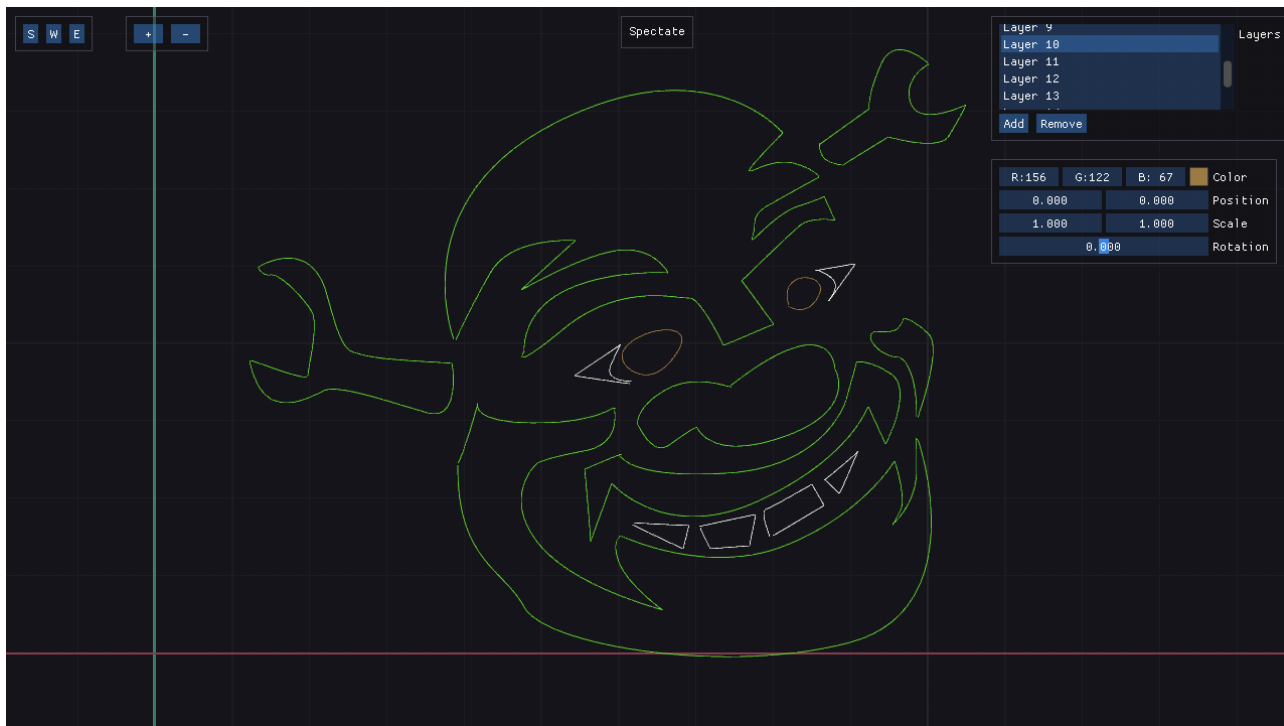 S W E + -
Spectate
Layers
Layer 9
Layer 10
Layer 11
Layer 12
Layer 13
Add Remove
R:156 G:122 B: 67 Color
0.000 0.000 Position
1.000 1.000 Scale
0.000 Rotation